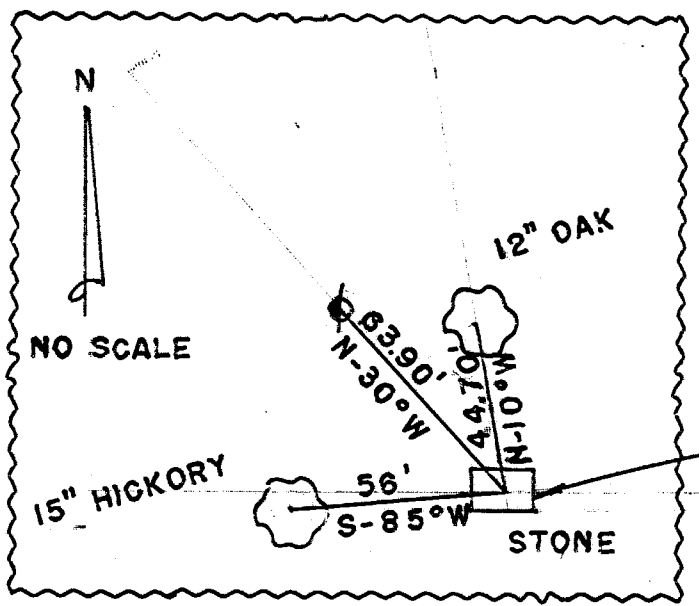 N
NO SCALE
12" OAK
63.90'
N-30°W
44.70'
N-10°W
15" HICKORY
56'
S-85°W
STONE